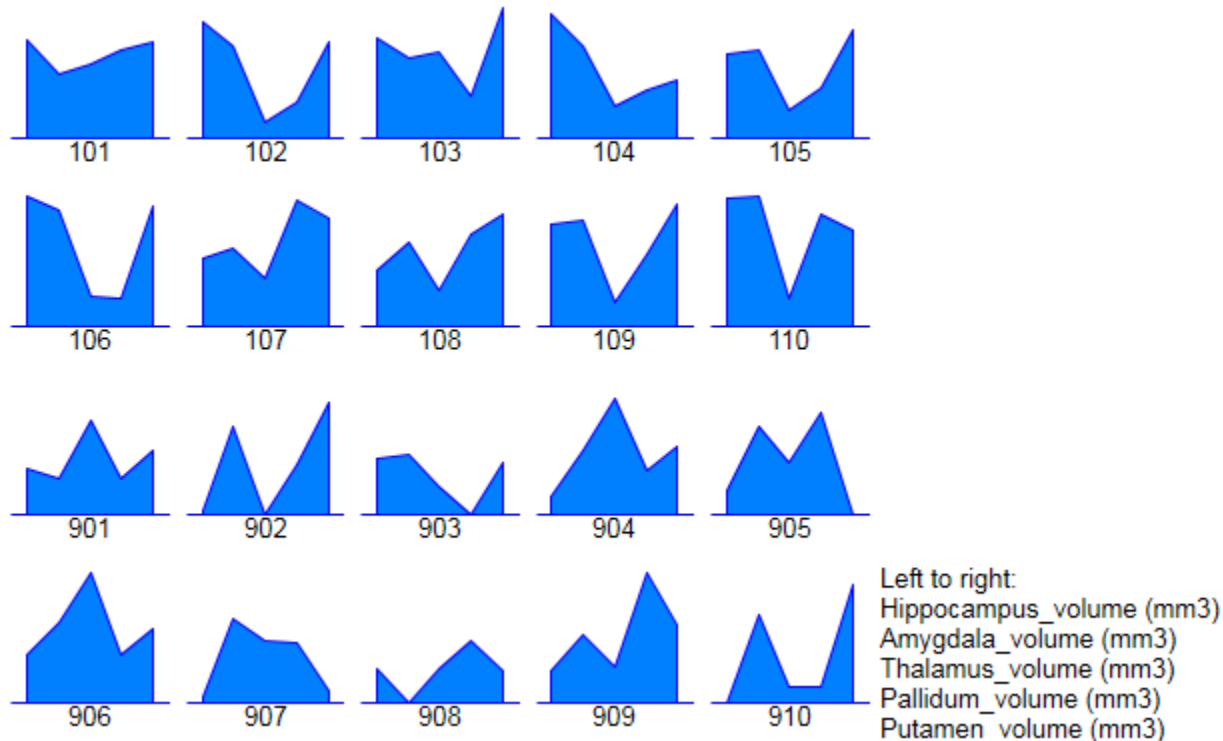 101 102 103 104 105
106 107 108 109 110
901 902 903 904 905
Left to right:
Hippocampus_volume (mm3)
Amygdala_volume (mm3)
Thalamus_volume (mm3)
Pallidum_volume (mm3)
Putamen_volume (mm3)
906 907 908 909 910